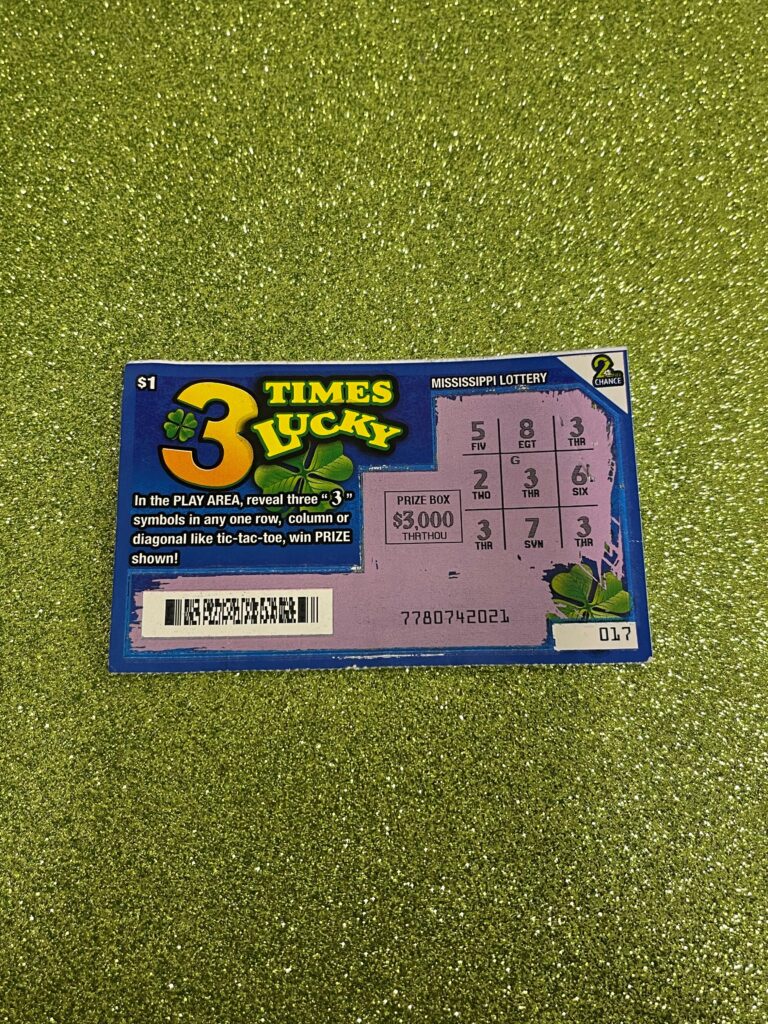 $1
3 TIMES
LUCKY
MISSISSIPPI LOTTERY
2
CHANCE
In the PLAY AREA, reveal three "3"
symbols in any one row, column or
diagonal like tic-tac-toe, win PRIZE
shown!
5 8 3
FIV EGT THR
G
2 3 6
TWO THR SIX
3 7 3
THR SVN THR
PRIZE BOX
$3,000
THRTHOU
7780742021
017